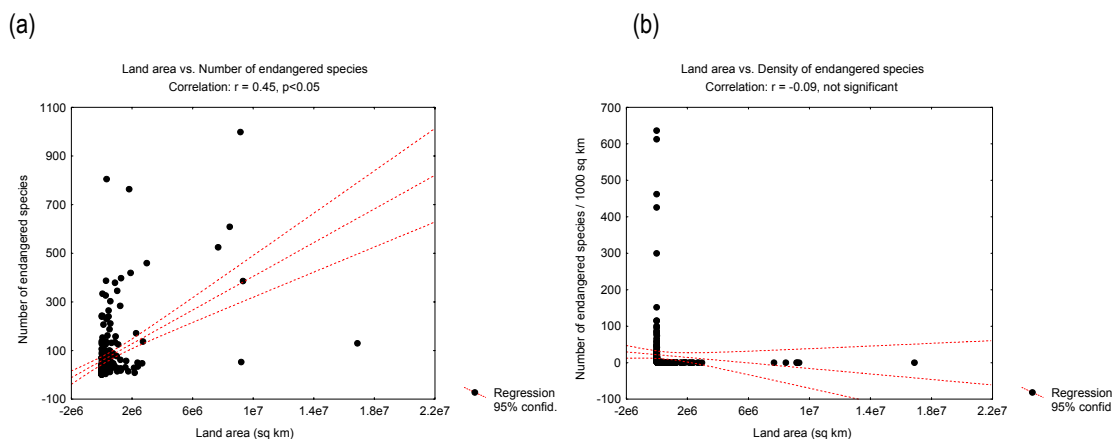 (a)
Land area vs. Number of endangered species
Correlation: r = 0.45, p<0.05
Number of endangered species
1100
900
700
500
300
100
-100
-2e6 2e6 6e6 1e7 1.4e7 1.8e7 2.2e7
Land area (sq km)
Regression
95% confid.
(b)
Land area vs. Density of endangered species
Correlation: r = -0.09, not significant
Number of endangered species / 1000 sq km
700
600
500
400
300
200
100
0
-100
-2e6 2e6 6e6 1e7 1.4e7 1.8e7 2.2e7
Land area (sq km)
Regression
95% confid